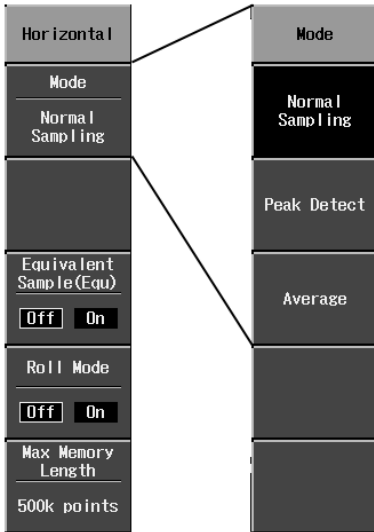 Horizontal
Mode
Normal
Sampling
Equivalent
Sample(Equ)
Off On
Roll Mode
Off On
Max Memory
Length
500k points
Mode
Normal
Sampling
Peak Detect
Average